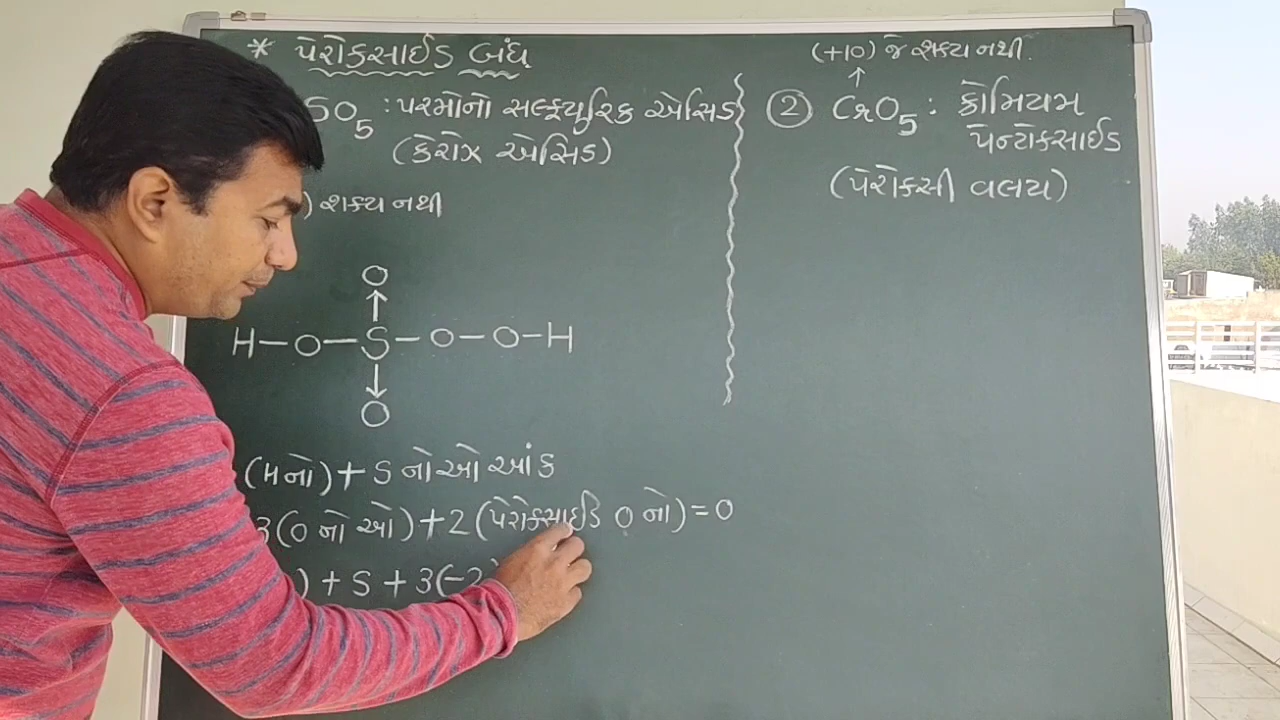 * પેરોકસાઈડ બંધ
SO5 : પરમોનો સલ્ફ્યુરિક એસિડ
(કેરોઝ એસિડ)
) શક્ય નથી
O
↑
H-O-S-O-O-H
↓
O
(H નો) + S નો ઓ આંક
3(O નો ઓ) + 2(પેરોક્સાઈડ O નો) = 0
) + S + 3(-2
(+10) જે શક્ય નથી.
↑
② CrO5 : ક્રોમિયમ
પેન્ટોક્સાઈડ
(પેરોક્સી વલય)